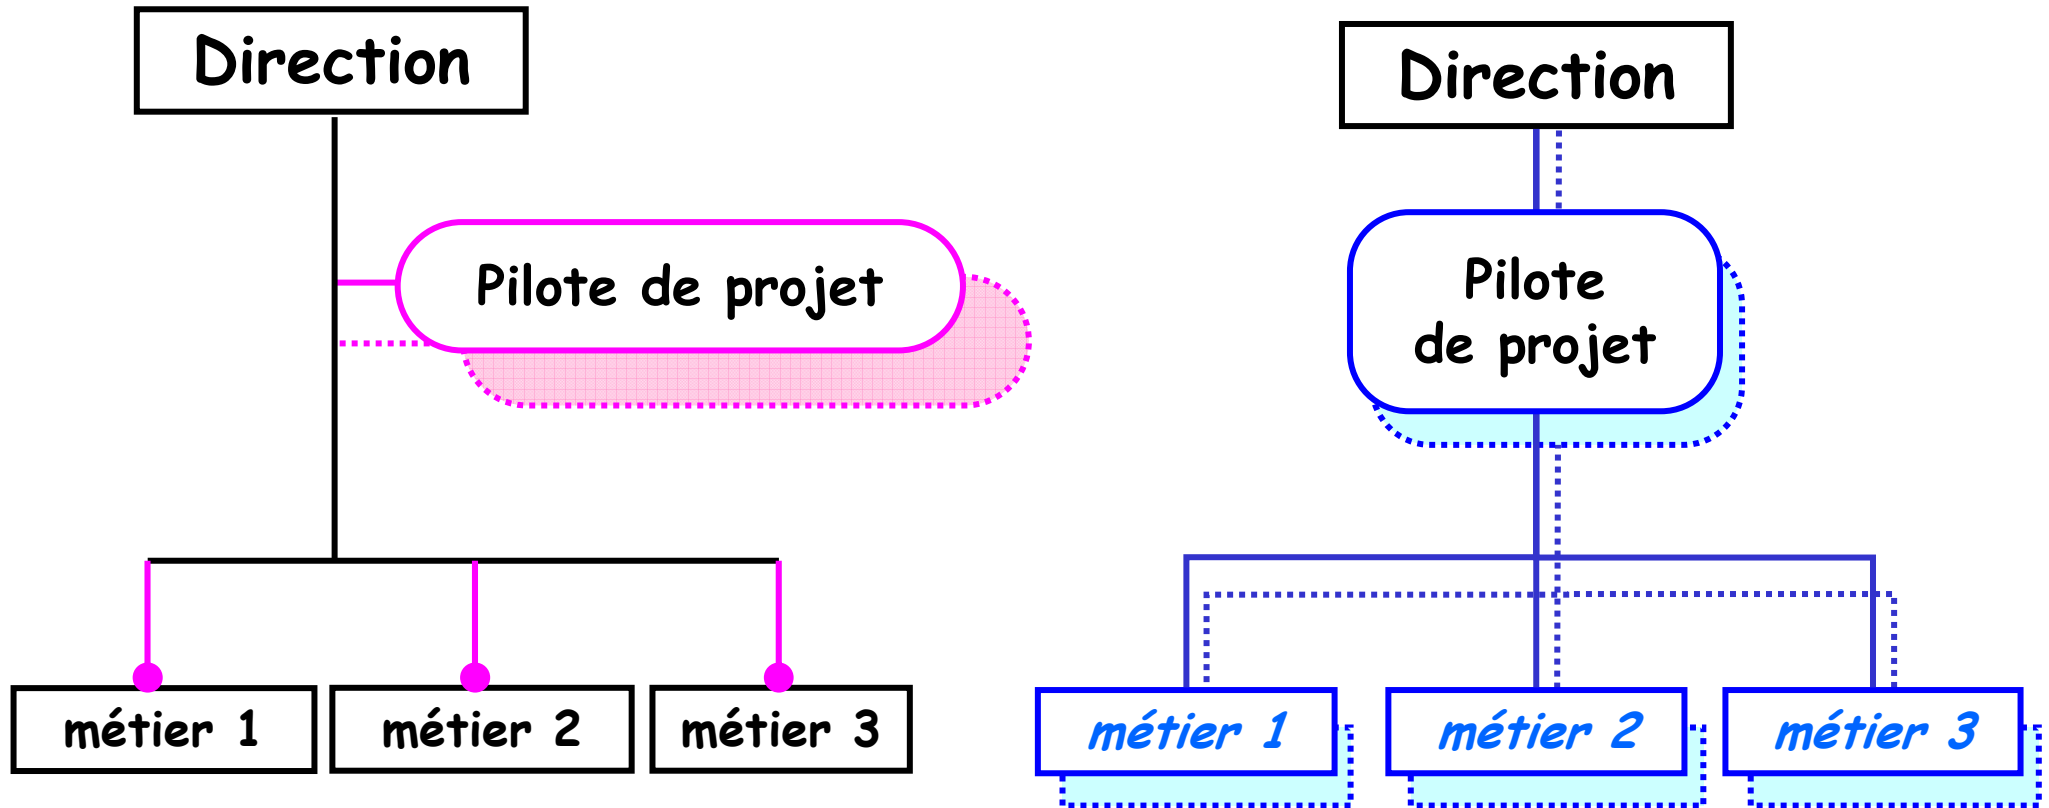 Direction
Pilote de projet
métier 1
métier 2
métier 3
Direction
Pilote
de projet
métier 1
métier 2
métier 3